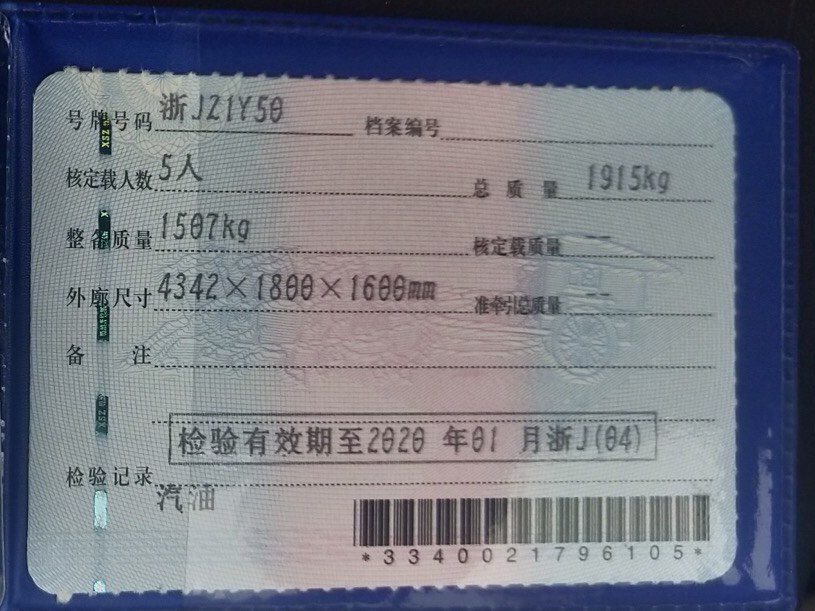 号牌号码 浙JZ1Y50 档案编号
核定载人数 5人 总质量 1915kg
整备质量 1507kg 核定载质量 --
外廓尺寸 4342×1800×1600mm 准牵引总质量 --
备注
检验有效期至2020年01月浙J(04)
检验记录
汽油
*3340021796105*